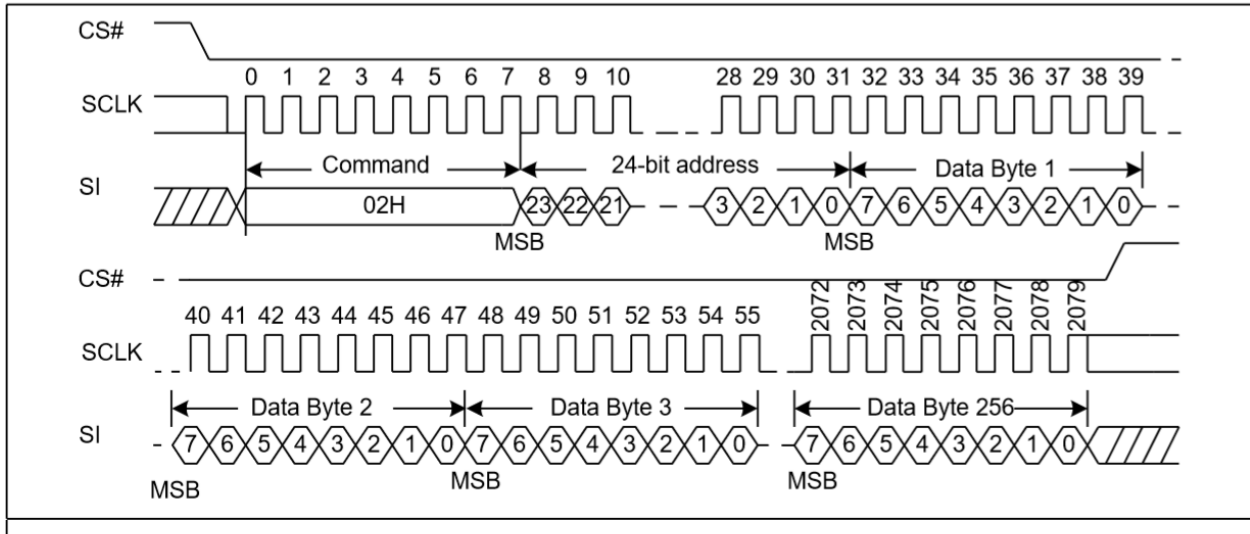 CS#
0 1 2 3 4 5 6 7 8 9 10 28 29 30 31 32 33 34 35 36 37 38 39
SCLK
Command 24-bit address Data Byte 1
SI
02H 23 22 21 3 2 1 0 7 6 5 4 3 2 1 0
MSB MSB
CS#
40 41 42 43 44 45 46 47 48 49 50 51 52 53 54 55 2072 2073 2074 2075 2076 2077 2078 2079
SCLK
Data Byte 2 Data Byte 3 Data Byte 256
SI
7 6 5 4 3 2 1 0 7 6 5 4 3 2 1 0 7 6 5 4 3 2 1 0
MSB MSB MSB